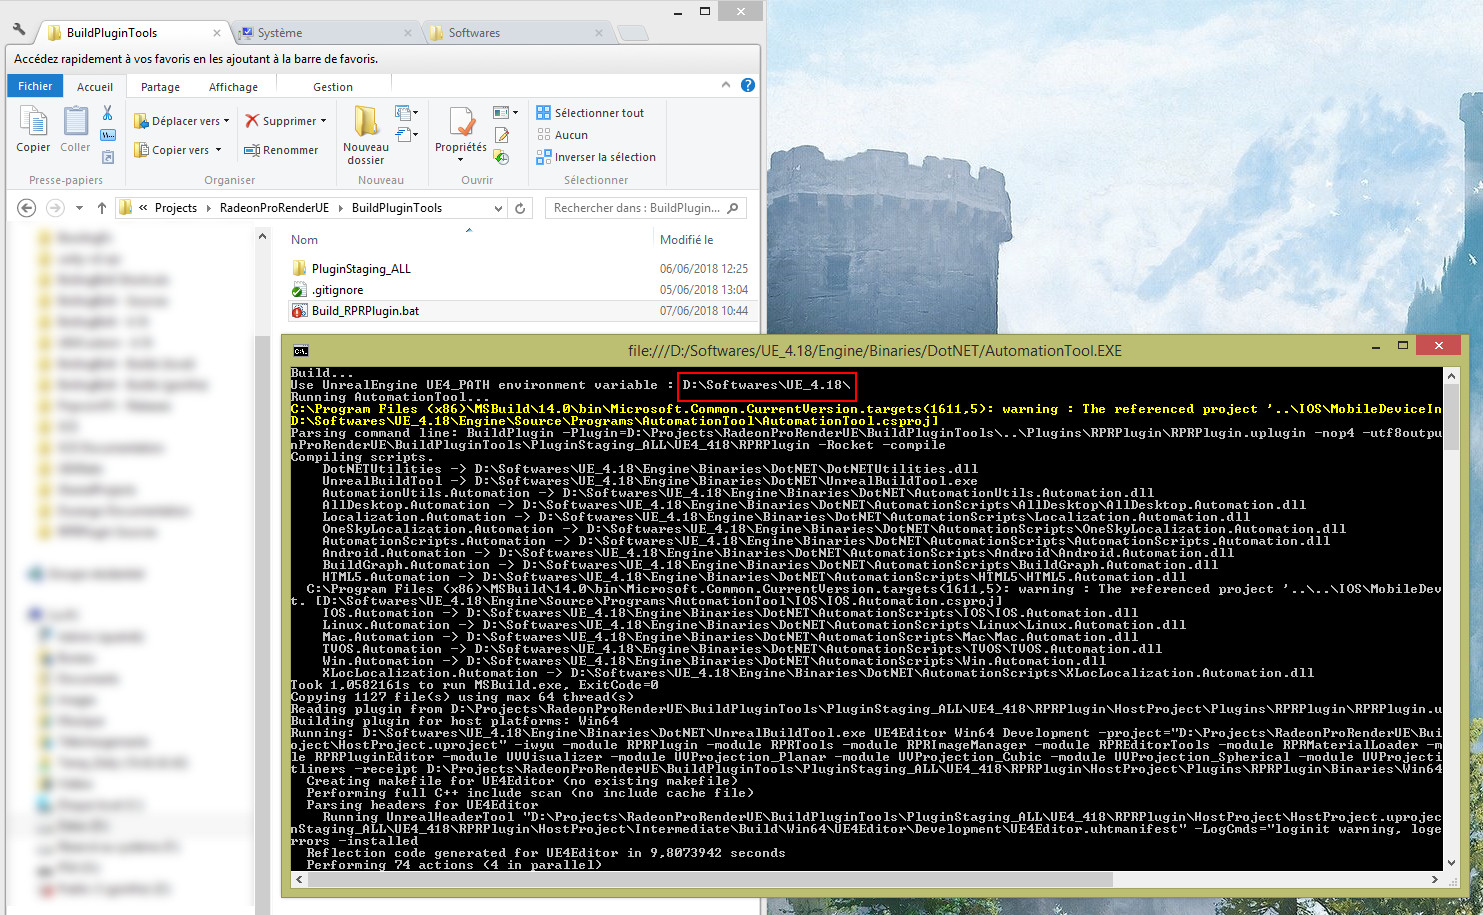 BuildPluginTools
Système
Softwares
Accédez rapidement à vos favoris en les ajoutant à la barre de favoris.
Fichier
Accueil
Partage
Affichage
Gestion
Copier
Coller
Déplacer vers
Copier vers
Supprimer
Renommer
Nouveau
dossier
Propriétés
Sélectionner tout
Aucun
Inverser la sélection
Presse-papiers
Organiser
Nouveau
Ouvrir
Sélectionner
« Projects
RadeonProRenderUE
BuildPluginTools
Rechercher dans : BuildPlugin...
Nom
Modifié le
PluginStaging_ALL
06/06/2018 12:25
.gitignore
05/06/2018 13:04
Build_RPRPlugin.bat
07/06/2018 10:44
file:///D:/Softwares/UE_4.18/Engine/Binaries/DotNET/AutomationTool.EXE
Build...
Use UnrealEngine UE4_PATH environment variable : D:\Softwares\UE_4.18\
Running AutomationTool...
C:\Program Files (x86)\MSBuild\14.0\bin\Microsoft.Common.CurrentVersion.targets(1611,5): warning : The referenced project '..\IOS\MobileDeviceIn
D:\Softwares\UE_4.18\Engine\Source\Programs\AutomationTool\AutomationTool.csproj]
Parsing command line: BuildPlugin -Plugin=D:\Projects\RadeonProRenderUE\BuildPluginTools\..\Plugins\RPRPlugin\RPRPlugin.uplugin -nop4 -utf8outpu
nProRenderUE\BuildPluginTools\PluginStaging_ALL\UE4_418\RPRPlugin -Rocket -compile
Compiling scripts.
DotNETUtilities -> D:\Softwares\UE_4.18\Engine\Binaries\DotNET\DotNETUtilities.dll
UnrealBuildTool -> D:\Softwares\UE_4.18\Engine\Binaries\DotNET\UnrealBuildTool.exe
AutomationUtils.Automation -> D:\Softwares\UE_4.18\Engine\Binaries\DotNET\AutomationUtils.Automation.dll
AllDesktop.Automation -> D:\Softwares\UE_4.18\Engine\Binaries\DotNET\AutomationScripts\AllDesktop\AllDesktop.Automation.dll
Localization.Automation -> D:\Softwares\UE_4.18\Engine\Binaries\DotNET\AutomationScripts\Localization.Automation.dll
OneSkyLocalization.Automation -> D:\Softwares\UE_4.18\Engine\Binaries\DotNET\AutomationScripts\OneSkyLocalization.Automation.dll
AutomationScripts.Automation -> D:\Softwares\UE_4.18\Engine\Binaries\DotNET\AutomationScripts\AutomationScripts.Automation.dll
Android.Automation -> D:\Softwares\UE_4.18\Engine\Binaries\DotNET\AutomationScripts\Android\Android.Automation.dll
BuildGraph.Automation -> D:\Softwares\UE_4.18\Engine\Binaries\DotNET\AutomationScripts\BuildGraph.Automation.dll
HTML5.Automation -> D:\Softwares\UE_4.18\Engine\Binaries\DotNET\AutomationScripts\HTML5\HTML5.Automation.dll
C:\Program Files (x86)\MSBuild\14.0\bin\Microsoft.Common.CurrentVersion.targets(1611,5): warning : The referenced project '..\..\IOS\MobileDev
t. [D:\Softwares\UE_4.18\Engine\Source\Programs\AutomationTool\IOS\IOS.Automation.csproj]
IOS.Automation -> D:\Softwares\UE_4.18\Engine\Binaries\DotNET\AutomationScripts\IOS\IOS.Automation.dll
Linux.Automation -> D:\Softwares\UE_4.18\Engine\Binaries\DotNET\AutomationScripts\Linux\Linux.Automation.dll
Mac.Automation -> D:\Softwares\UE_4.18\Engine\Binaries\DotNET\AutomationScripts\Mac\Mac.Automation.dll
TVOS.Automation -> D:\Softwares\UE_4.18\Engine\Binaries\DotNET\AutomationScripts\TVOS\TVOS.Automation.dll
Win.Automation -> D:\Softwares\UE_4.18\Engine\Binaries\DotNET\AutomationScripts\Win.Automation.dll
XLocLocalization.Automation -> D:\Softwares\UE_4.18\Engine\Binaries\DotNET\AutomationScripts\XLocLocalization.Automation.dll
Took 1,0582161s to run MSBuild.exe, ExitCode=0
Copying 1127 file(s) using max 64 thread(s)
Reading plugin from D:\Projects\RadeonProRenderUE\BuildPluginTools\PluginStaging_ALL\UE4_418\RPRPlugin\HostProject\Plugins\RPRPlugin\RPRPlugin.u
Building plugin for host platforms: Win64
Running: D:\Softwares\UE_4.18\Engine\Binaries\DotNET\UnrealBuildTool.exe UE4Editor Win64 Development -project="D:\Projects\RadeonProRenderUE\Bui
oject\HostProject.uproject" -iwyu -module RPRPlugin -module RPRTools -module RPRImageManager -module RPREditorTools -module RPRMaterialLoader -m
le RPRPluginEditor -module UVVisualizer -module UVProjection_Planar -module UVProjection_Cubic -module UVProjection_Spherical -module UVProjecti
tliners -receipt D:\Projects\RadeonProRenderUE\BuildPluginTools\PluginStaging_ALL\UE4_418\RPRPlugin\HostProject\Plugins\RPRPlugin\Binaries\Win64
Creating makefile for UE4Editor (no existing makefile)
Performing full C++ include scan (no include cache file)
Parsing headers for UE4Editor
Running UnrealHeaderTool "D:\Projects\RadeonProRenderUE\BuildPluginTools\PluginStaging_ALL\UE4_418\RPRPlugin\HostProject\HostProject.uprojec
nStaging_ALL\UE4_418\RPRPlugin\HostProject\Intermediate\Build\Win64\UE4Editor\Development\UE4Editor.uhtmanifest" -LogCmds="loginit warning, loge
rrors -installed
Reflection code generated for UE4Editor in 9,8073942 seconds
Performing 74 actions (4 in parallel)